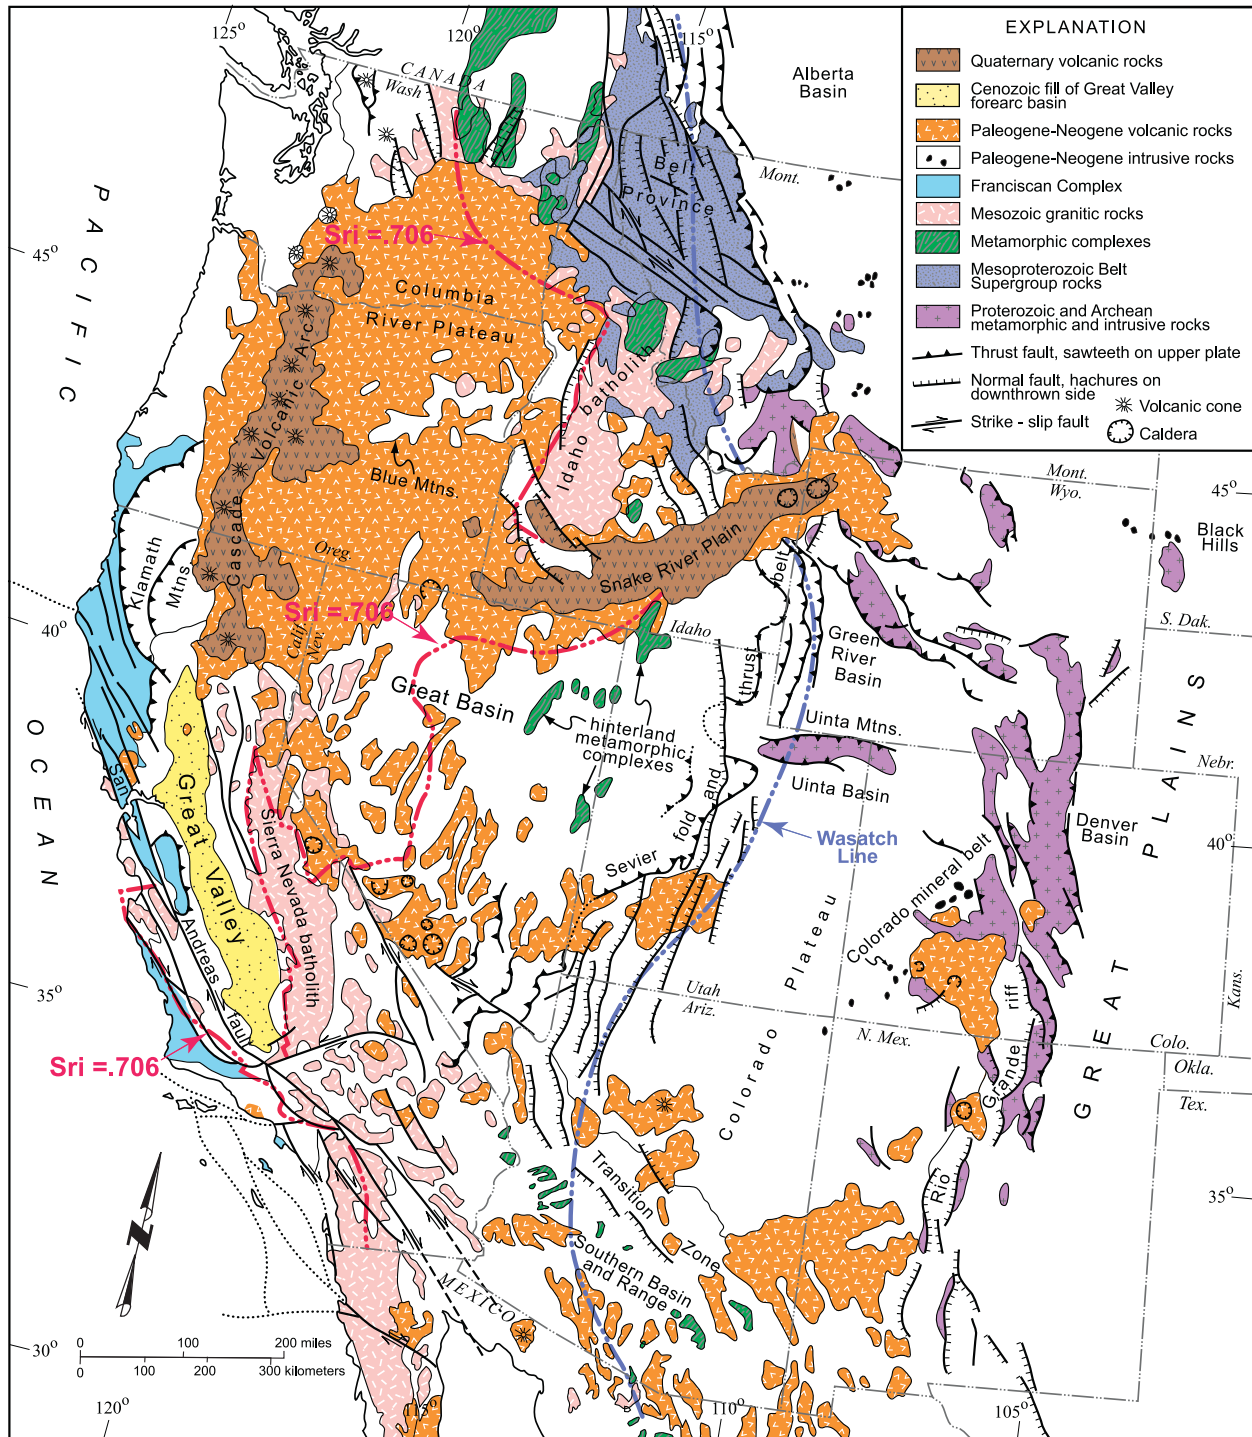 125°
120°
115°
CANADA
Wash
Alberta
Basin
Mont.
Belt
Province
PACIFIC
45°
Sri =.706
Columbia
River Plateau
Cascade Volcanic Arc
Idaho batholith
Blue Mtns.
EXPLANATION
Quaternary volcanic rocks
Cenozoic fill of Great Valley
forearc basin
Paleogene-Neogene volcanic rocks
Paleogene-Neogene intrusive rocks
Franciscan Complex
Mesozoic granitic rocks
Metamorphic complexes
Mesoproterozoic Belt
Supergroup rocks
Proterozoic and Archean
metamorphic and intrusive rocks
Thrust fault, sawteeth on upper plate
Normal fault, hachures on
downthrown side
Volcanic cone
Strike - slip fault
Caldera
Mont.
Wyo.
45°
Black
Hills
S. Dak.
Klamath
Mtns.
Oreg.
Calif.
Nev.
Snake River Plain
40°
Sri =.706
Idaho
Great Basin
hinterland
metamorphic
complexes
Sevier fold and thrust belt
Green
River
Basin
Uinta Mtns.
Uinta Basin
Wasatch
Line
Nebr.
Denver
Basin
40°
GREAT PLAINS
OCEAN
San Andreas fault
Great Valley
Sierra Nevada batholith
Colorado mineral belt
Colorado Plateau
35°
Utah
Ariz.
N. Mex.
Colo.
Kans.
Okla.
Tex.
Sri =.706
Rio Grande riff
Transition Zone
Southern Basin
and Range
35°
MEXICO
N
30°
0 100 200 miles
0 100 200 300 kilometers
120°
115°
110°
105°